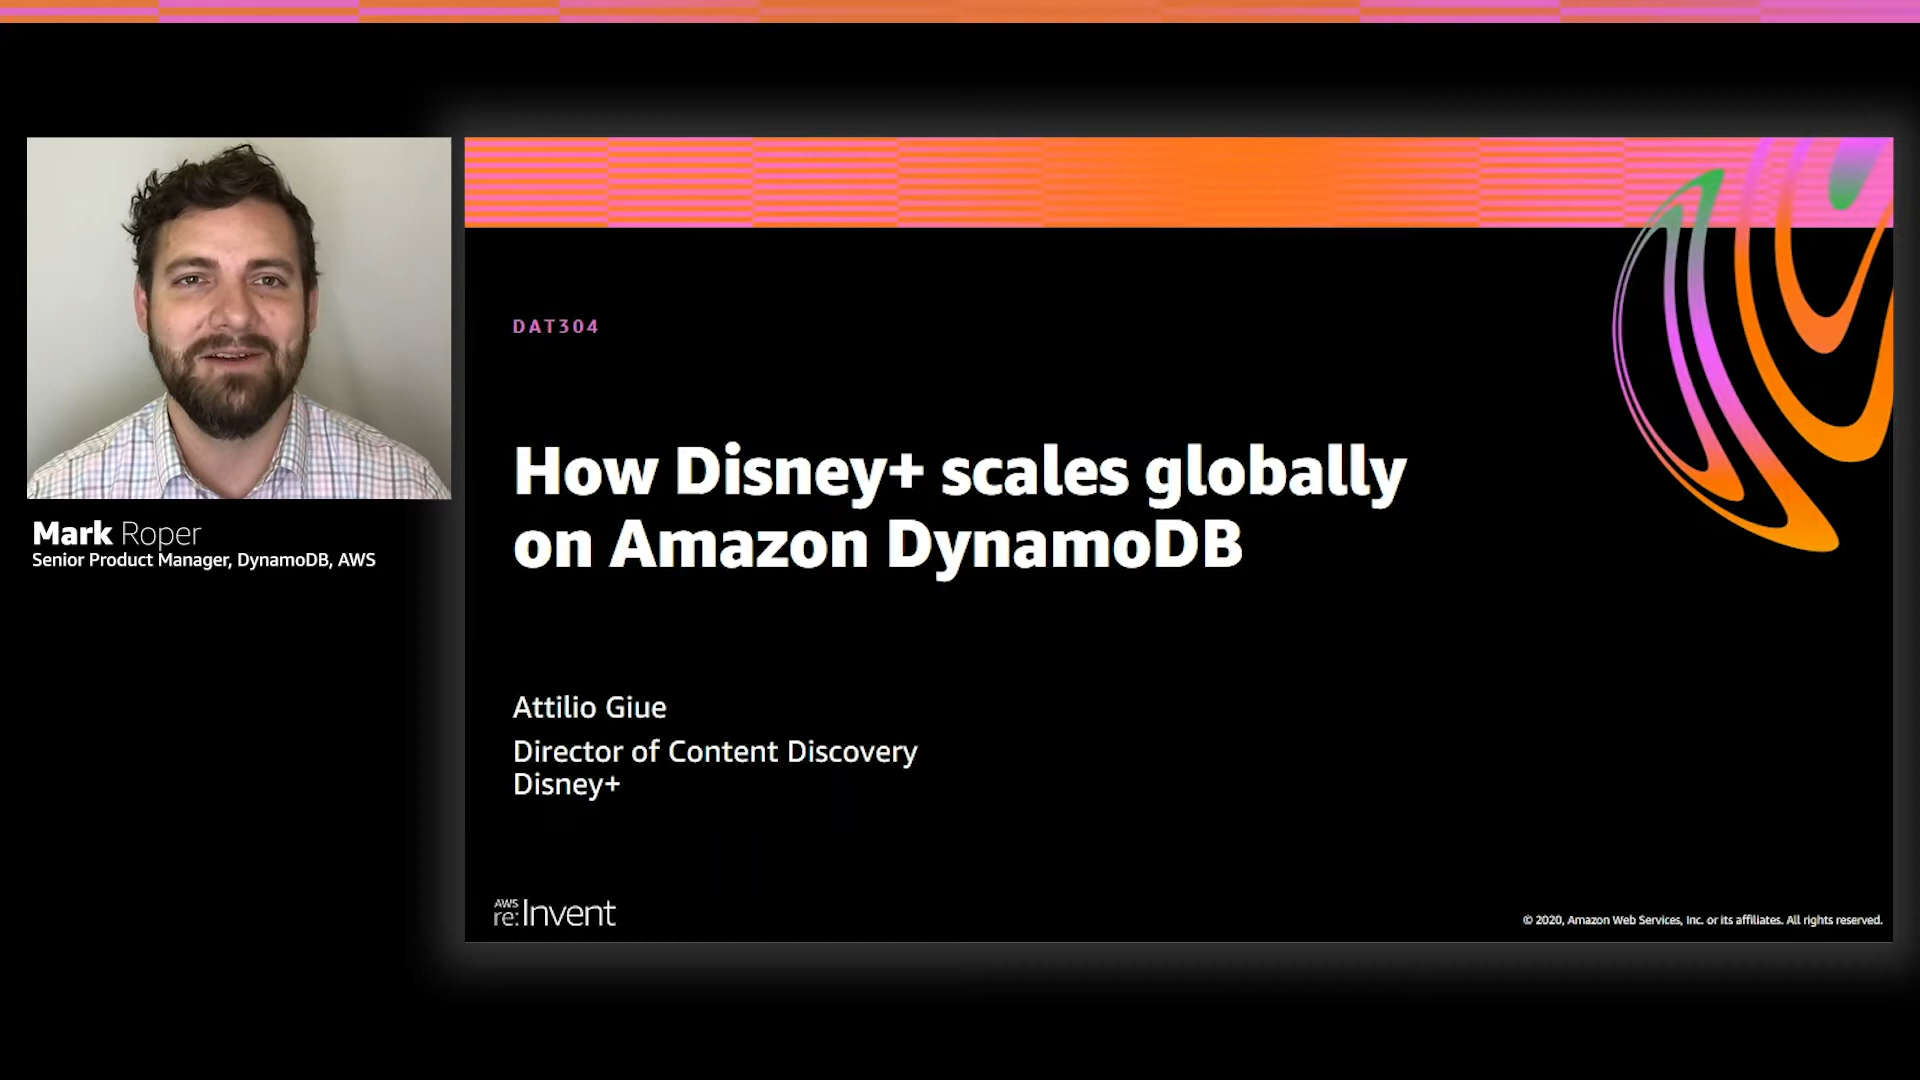 Mark Roper
Senior Product Manager, DynamoDB, AWS
DAT304
How Disney+ scales globally
on Amazon DynamoDB
Attilio Giue
Director of Content Discovery
Disney+
AWS
re:Invent
© 2020, Amazon Web Services, Inc. or its affiliates. All rights reserved.